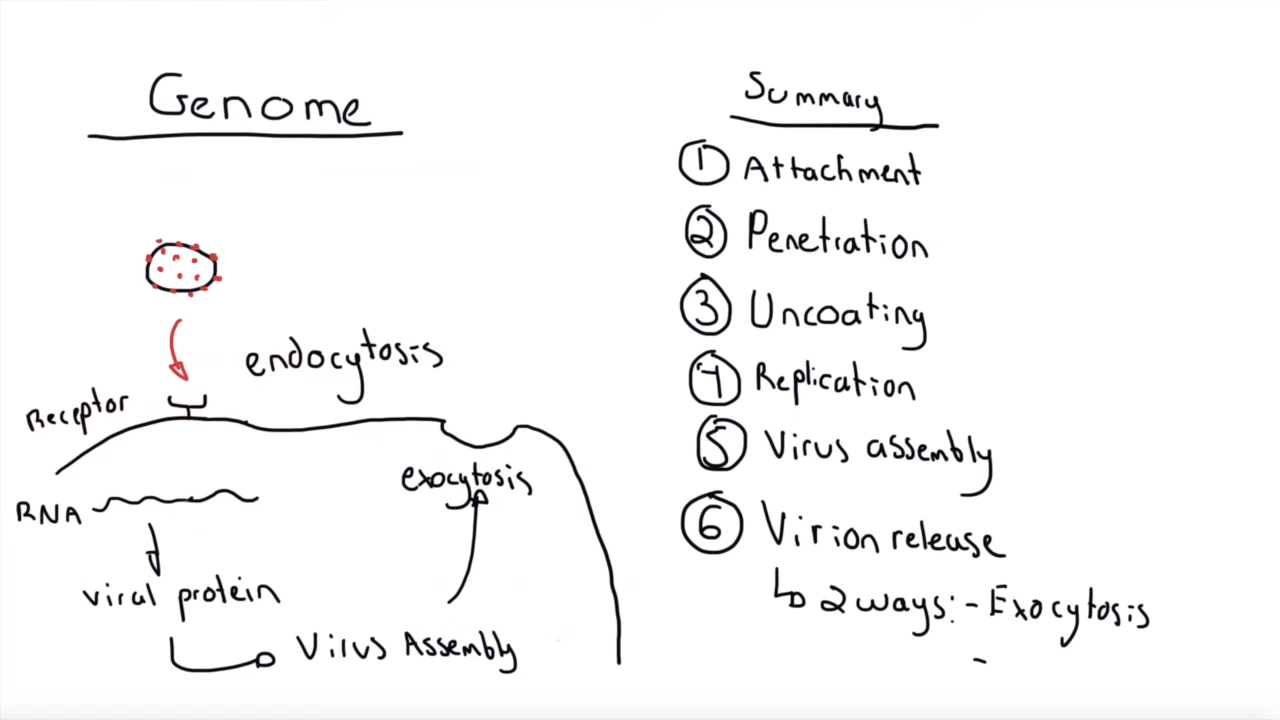 Genome
endocytosis
Receptor
exocytosis
RNA
viral protein
Virus Assembly
Summary
1 Attachment
2 Penetration
3 Uncoating
4 Replication
5 Virus assembly
6 Virion release
2 ways: - Exocytosis
-